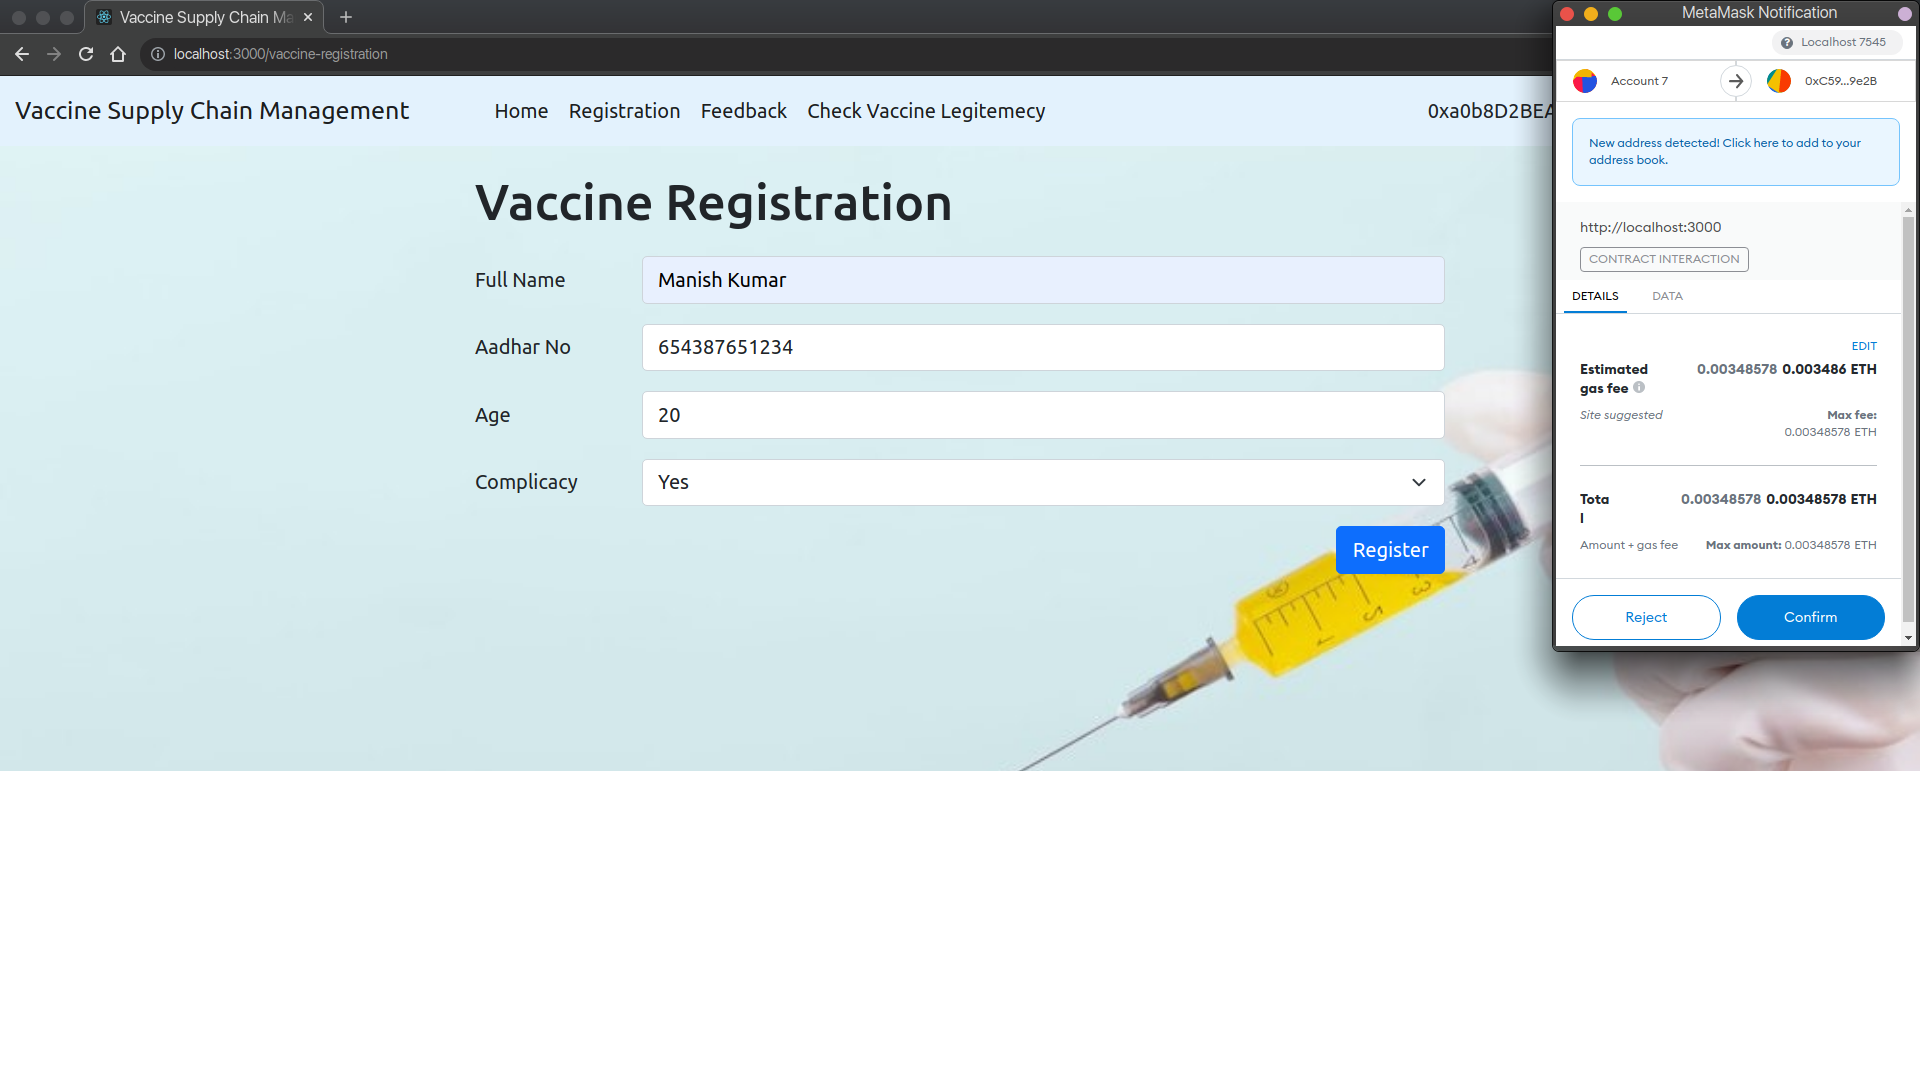 Vaccine Supply Chain Ma
localhost:3000/vaccine-registration
Vaccine Supply Chain Management
Home
Registration
Feedback
Check Vaccine Legitemecy
0xa0b8D2BEA
Vaccine Registration
Full Name
Manish Kumar
Aadhar No
654387651234
Age
20
Complicacy
Yes
Register
MetaMask Notification
Localhost 7545
Account 7
0xC59...9e2B
New address detected! Click here to add to your
address book.
http://localhost:3000
CONTRACT INTERACTION
DETAILS
DATA
EDIT
Estimated 0.00348578 0.003486 ETH
gas fee
Site suggested
Max fee:
0.00348578 ETH
Tota 0.00348578 0.00348578 ETH
l
Amount + gas fee Max amount: 0.00348578 ETH
Reject
Confirm